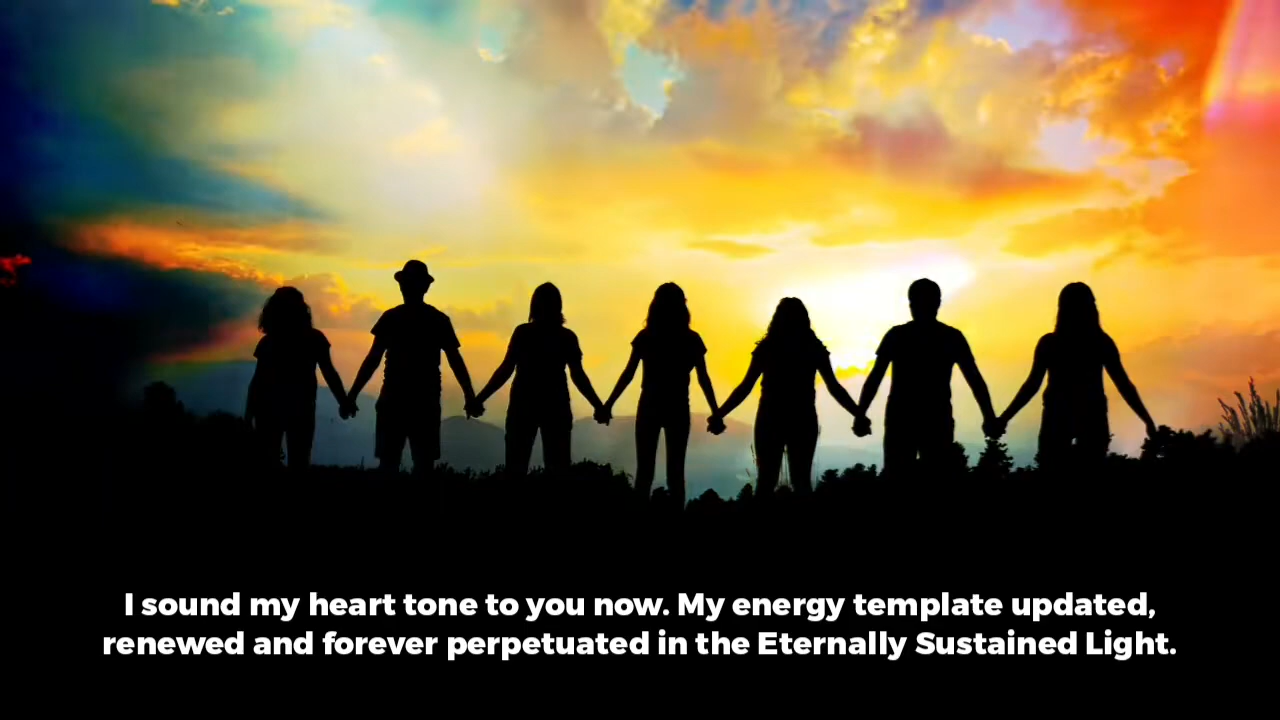 I sound my heart tone to you now. My energy template updated,
renewed and forever perpetuated in the Eternally Sustained Light.